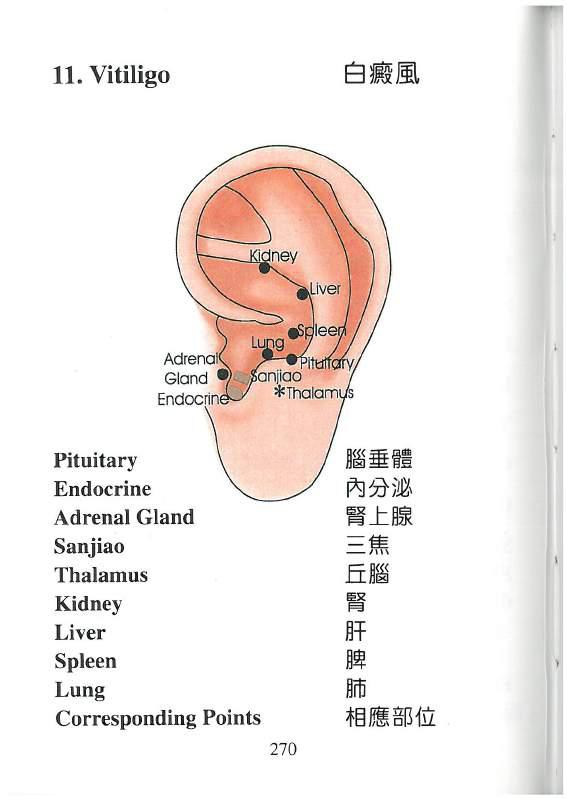 11. Vitiligo 白癜風
Kidney
Liver
Spleen
Lung
Pituitary
Adrenal
Gland
Sanjiao
Endocrine
*Thalamus
Pituitary 腦垂體
Endocrine 內分泌
Adrenal Gland 腎上腺
Sanjiao 三焦
Thalamus 丘腦
Kidney 腎
Liver 肝
Spleen 脾
Lung 肺
Corresponding Points 相應部位
270